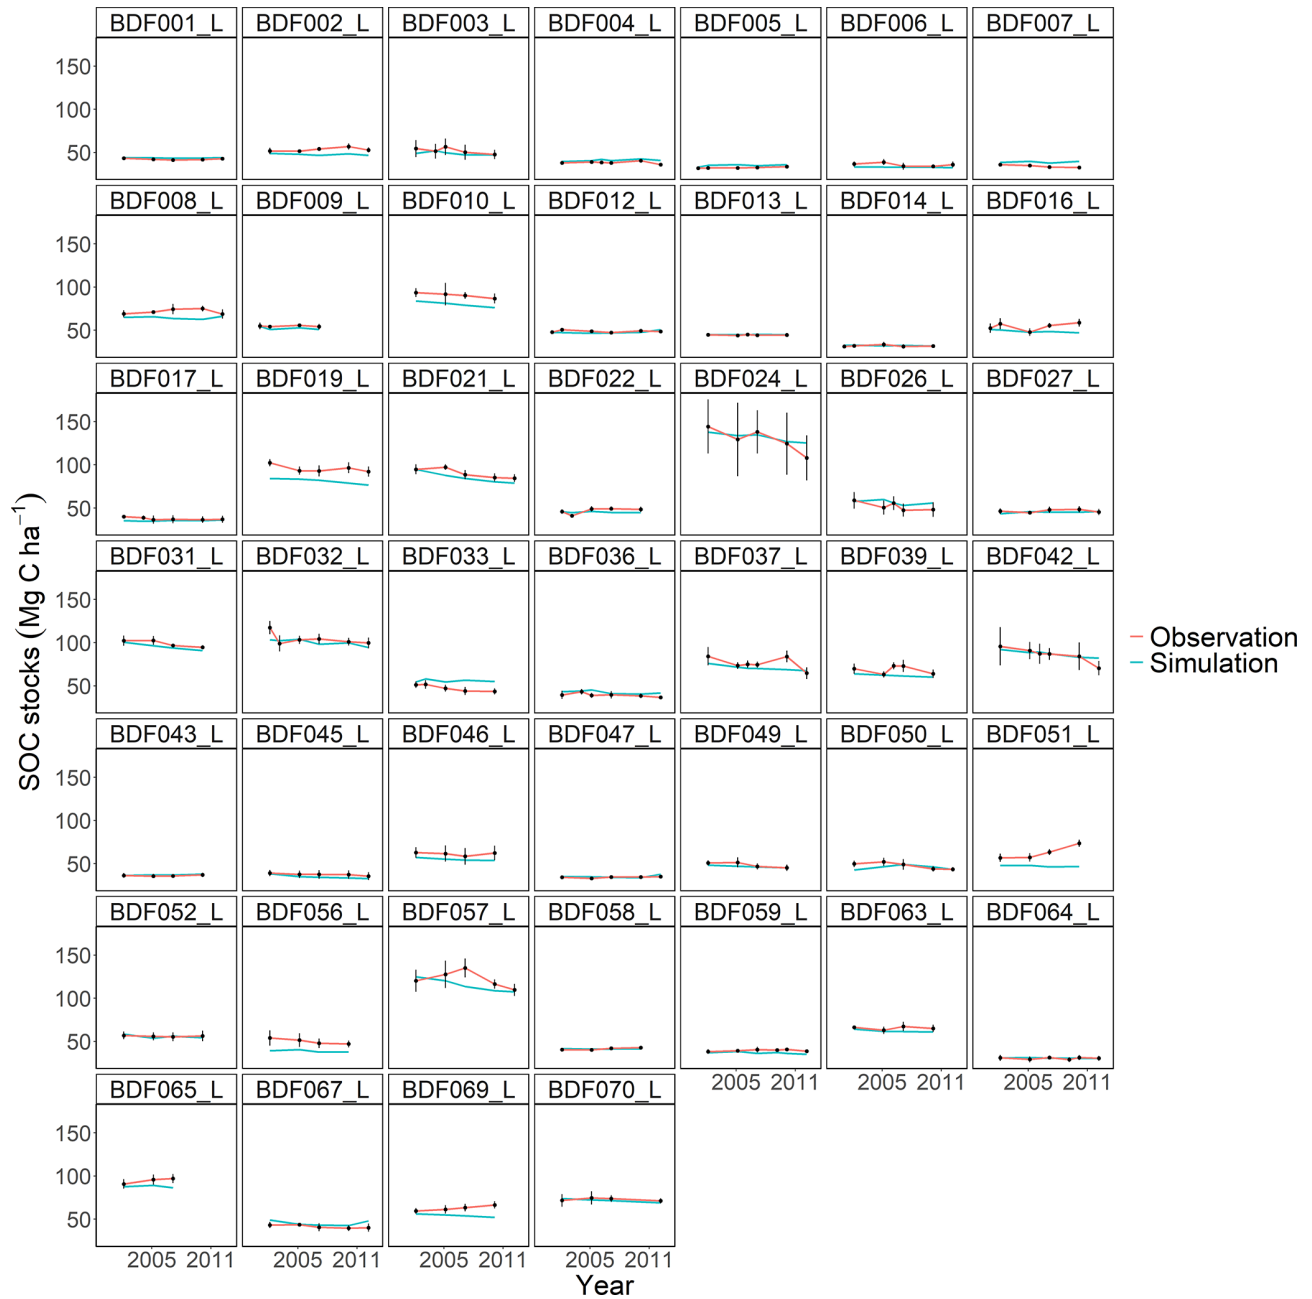 BDF001_L BDF002_L BDF003_L BDF004_L BDF005_L BDF006_L BDF007_L
150
100
50
BDF008_L BDF009_L BDF010_L BDF012_L BDF013_L BDF014_L BDF016_L
150
100
50
BDF017_L BDF019_L BDF021_L BDF022_L BDF024_L BDF026_L BDF027_L
150
100
50
SOC stocks (Mg C ha⁻¹)
BDF031_L BDF032_L BDF033_L BDF036_L BDF037_L BDF039_L BDF042_L
150
100
50
Observation
Simulation
BDF043_L BDF045_L BDF046_L BDF047_L BDF049_L BDF050_L BDF051_L
150
100
50
BDF052_L BDF056_L BDF057_L BDF058_L BDF059_L BDF063_L BDF064_L
150
100
50
2005 2011 2005 2011 2005 2011
BDF065_L BDF067_L BDF069_L BDF070_L
150
100
50
2005 2011 2005 2011 2005 2011 2005 2011
Year